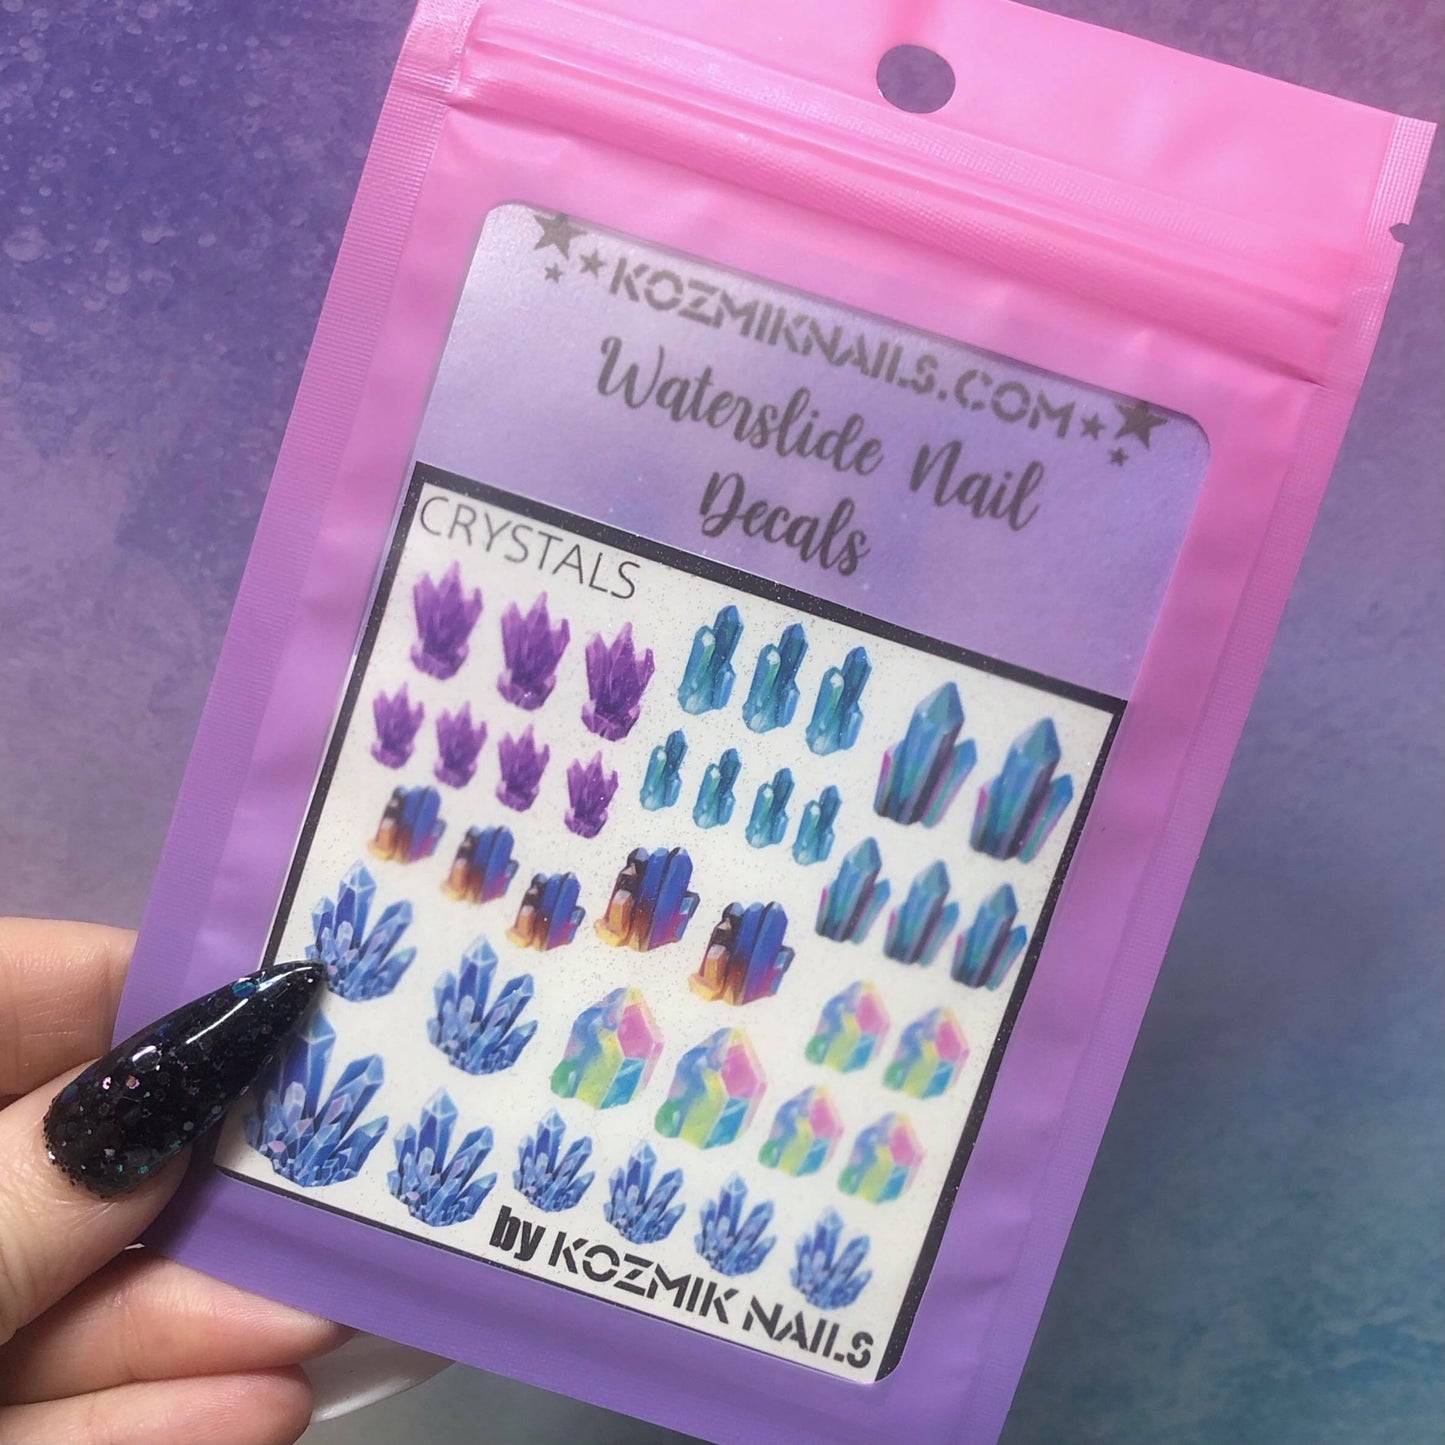 KOZMIKNAILS.COM
Waterslide Nail
Decals
CRYSTALS
by KOZMIK NAILS